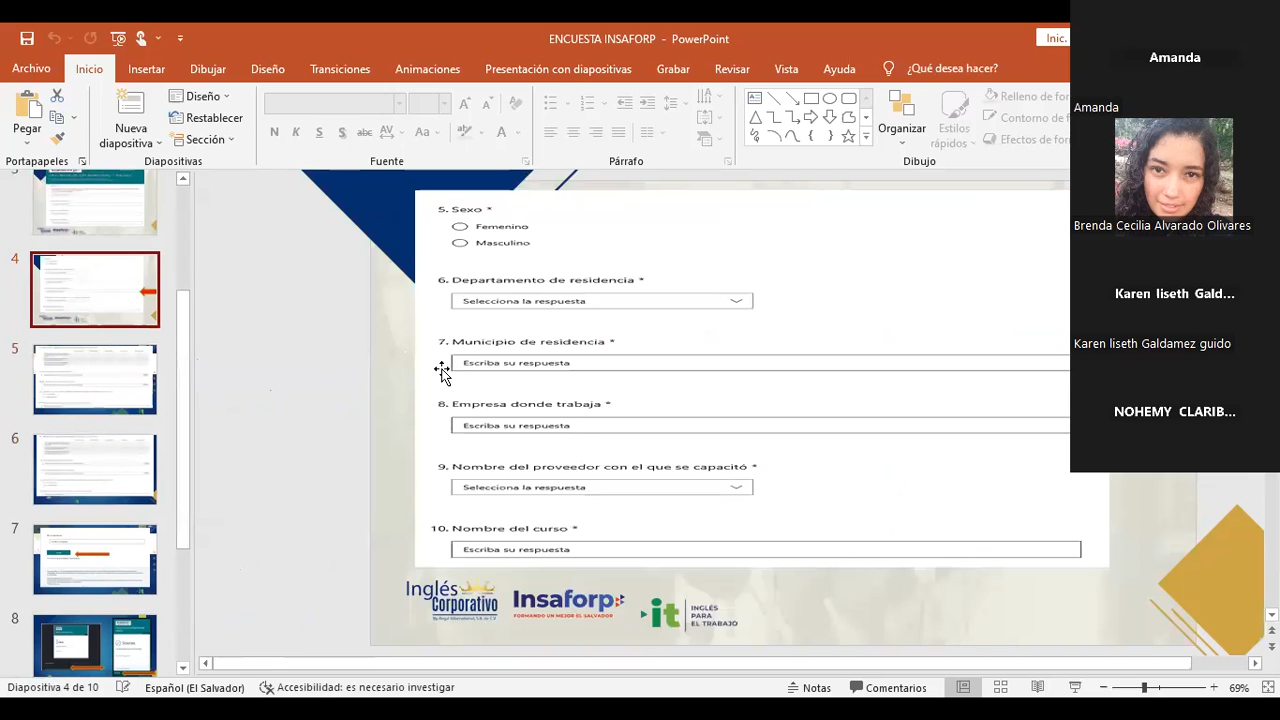 ENCUESTA INSAFORP - PowerPoint
Inic.
Archivo Inicio Insertar Dibujar Diseño Transiciones Animaciones Presentación con diapositivas Grabar Revisar Vista Ayuda ¿Qué desea hacer?
Pegar
Portapapeles
Nueva
diapositiva
Diseño
Restablecer
Sección
Diapositivas
N K S S abc AV Aa A
Fuente
Párrafo
Organizar
Estilos
rápidos
Relleno de for
Contorno de f
Efectos de for
Dibujo
Amanda
Amanda
Brenda Cecilia Alvarado Olivares
Karen liseth Gald...
Karen liseth Galdamez guido
NOHEMY CLARIB...
3
4
5
6
7
8
5. Sexo *
Femenino
Masculino
6. Departamento de residencia *
Selecciona la respuesta
7. Municipio de residencia *
Escriba su respuesta
8. Empresa donde trabaja *
Escriba su respuesta
9. Nombre del proveedor con el que se capacitó *
Selecciona la respuesta
10. Nombre del curso *
Escriba su respuesta
Inglés
Corporativo
Insaforp
FORMANDO UN MEJOR EL SALVADOR
it
INGLÉS
PARA
EL TRABAJO
Diapositiva 4 de 10 Español (El Salvador) Accesibilidad: es necesario investigar Notas Comentarios 69%